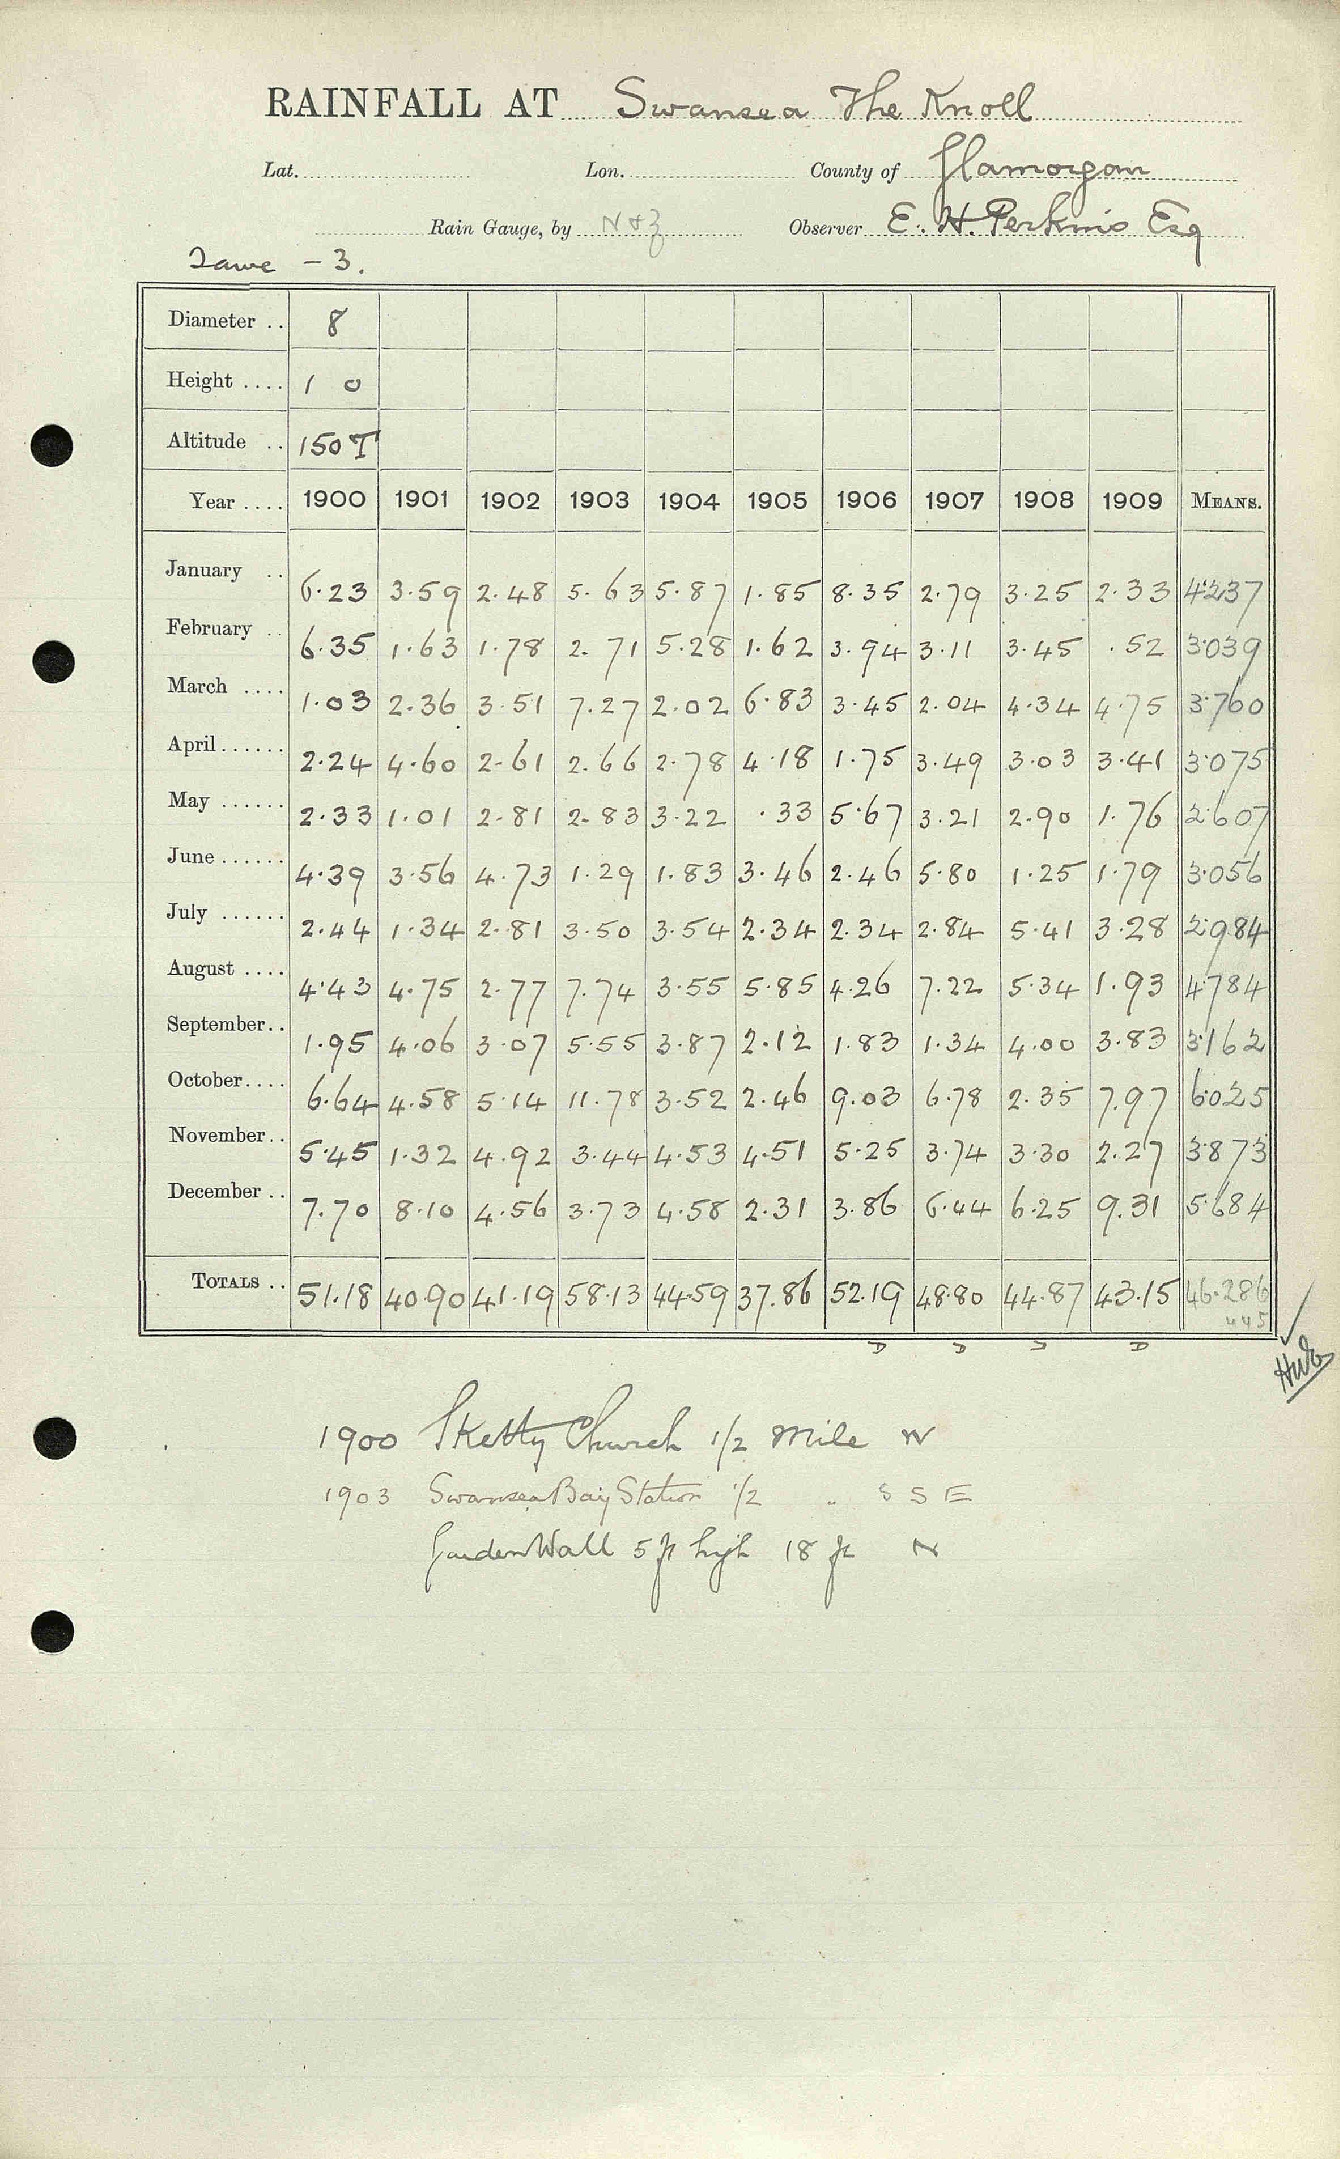 RAINFALL AT Swansea The Knoll
Lat. Lon. County of Glamorgan
Rain Gauge, by N & Z Observer E. H. Perkins Esq
Tawe - 3.
Diameter .. 8
Height .... 1 0
Altitude .. 150 T
Year .... 1900 1901 1902 1903 1904 1905 1906 1907 1908 1909 MEANS.
January .. 6.23 3.59 2.48 5.63 5.87 1.85 8.35 2.79 3.25 2.33 4.237
February .. 6.35 1.63 1.78 2.71 5.28 1.62 3.94 3.11 3.45 .52 3.039
March .... 1.03 2.36 3.51 7.27 2.02 6.83 3.45 2.04 4.34 4.75 3.760
April ...... 2.24 4.60 2.61 2.66 2.78 4.18 1.75 3.49 3.03 3.41 3.075
May ...... 2.33 1.01 2.81 2.83 3.22 .33 5.67 3.21 2.90 1.76 2.607
June ...... 4.39 3.56 4.73 1.29 1.83 3.46 2.46 5.80 1.25 1.79 3.056
July ...... 2.44 1.34 2.81 3.50 3.54 2.34 2.34 2.84 5.41 3.28 2.984
August .... 4.43 4.75 2.77 7.74 3.55 5.85 4.26 7.22 5.34 1.93 4.784
September.. 1.95 4.06 3.07 5.55 3.87 2.12 1.83 1.34 4.00 3.83 3.162
October.... 6.64 4.58 5.14 11.78 3.52 2.46 9.03 6.78 2.35 7.97 6.025
November.. 5.45 1.32 4.92 3.44 4.53 4.51 5.25 3.74 3.30 2.27 3.873
December .. 7.70 8.10 4.56 3.73 4.58 2.31 3.86 6.44 6.25 9.31 5.684
TOTALS .. 51.18 40.90 41.19 58.13 44.59 37.86 52.19 48.80 44.87 43.15 46.286
445
D D D D
1900 Sketty Church 1/2 mile W
1903 Swansea Bay Station 1/2 " S S E
Garden Wall 5 ft high 18 ft N